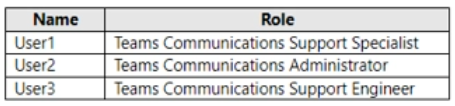 Name Role
User1 Teams Communications Support Specialist
User2 Teams Communications Administrator
User3 Teams Communications Support Engineer